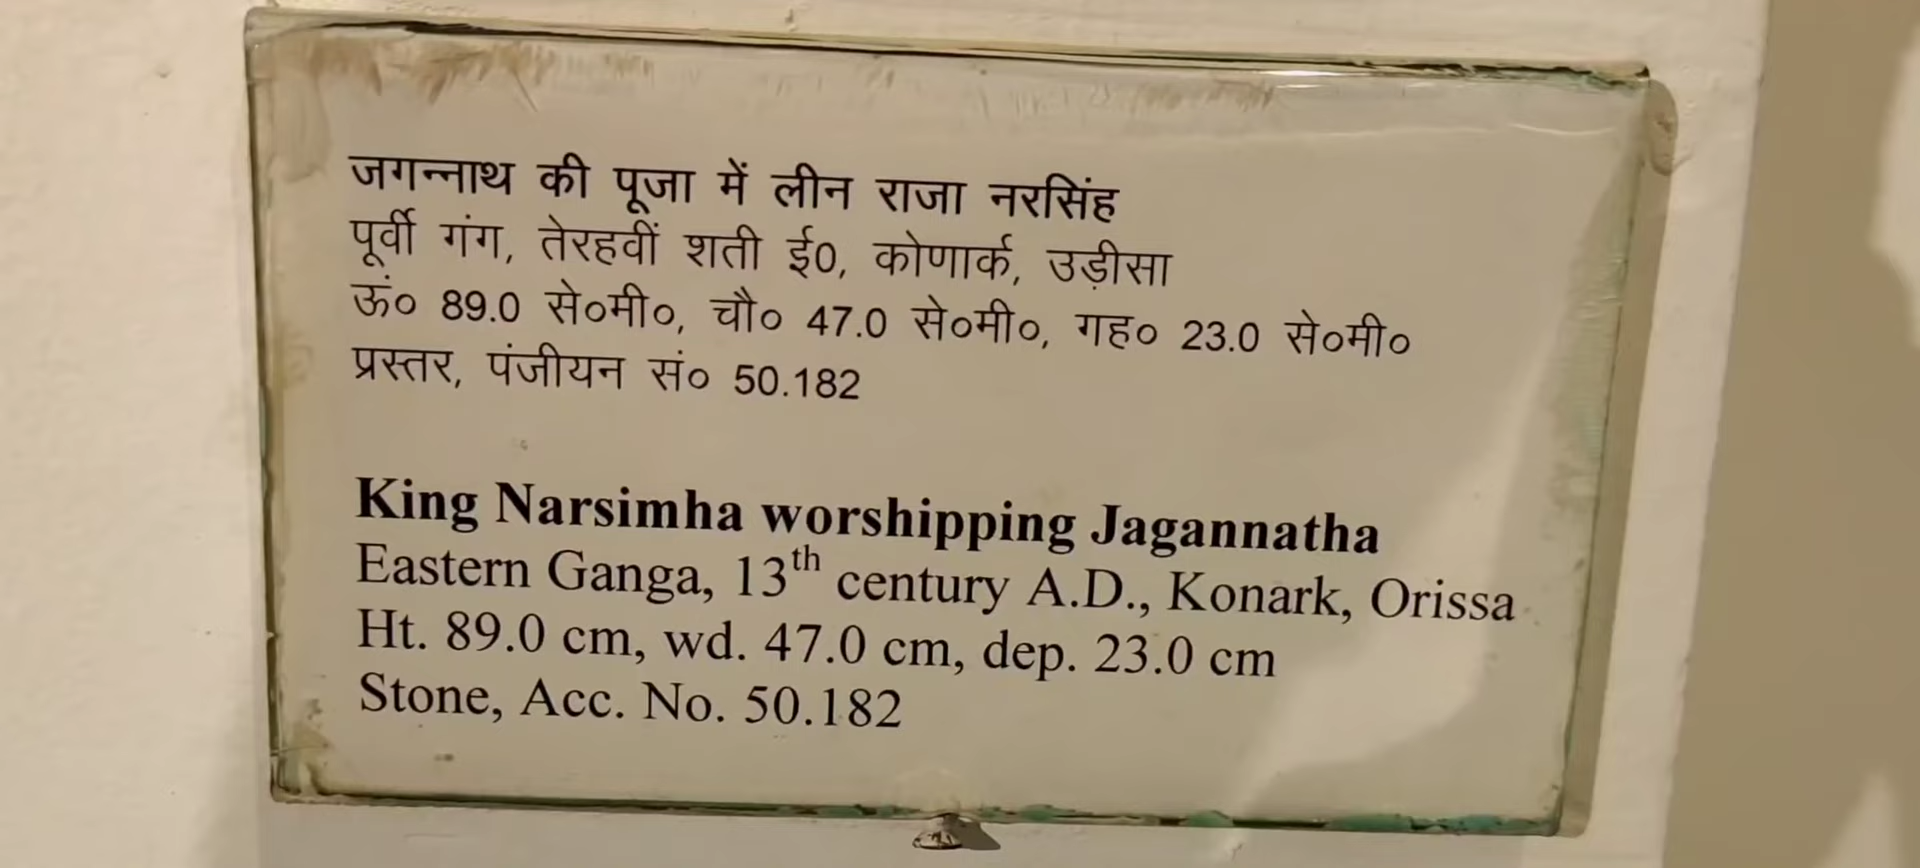 जगन्नाथ की पूजा में लीन राजा नरसिंह
पूर्वी गंग, तेरहवीं शती ई०, कोणार्क, उड़ीसा
ऊं० 89.0 से०मी०, चौ० 47.0 से०मी०, गह० 23.0 से०मी०
प्रस्तर, पंजीयन सं० 50.182
King Narsimha worshipping Jagannatha
Eastern Ganga, 13th century A.D., Konark, Orissa
Ht. 89.0 cm, wd. 47.0 cm, dep. 23.0 cm
Stone, Acc. No. 50.182